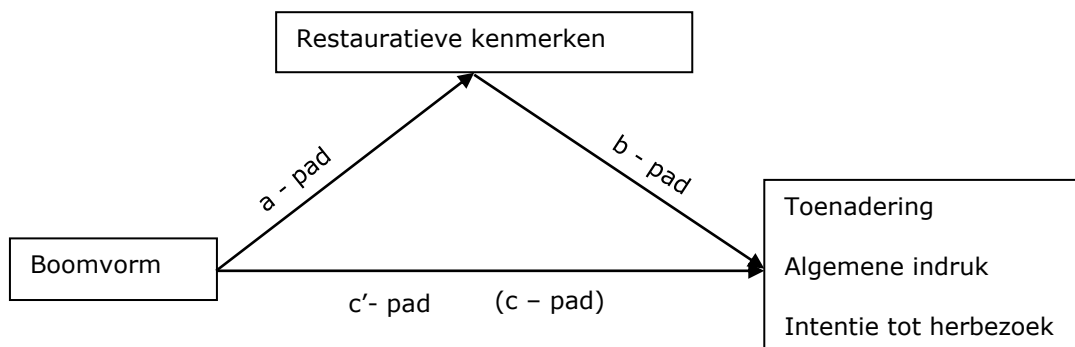 Restauratieve kenmerken
a - pad
b - pad
Toenadering
Boomvorm
Algemene indruk
c'- pad (c – pad)
Intentie tot herbezoek